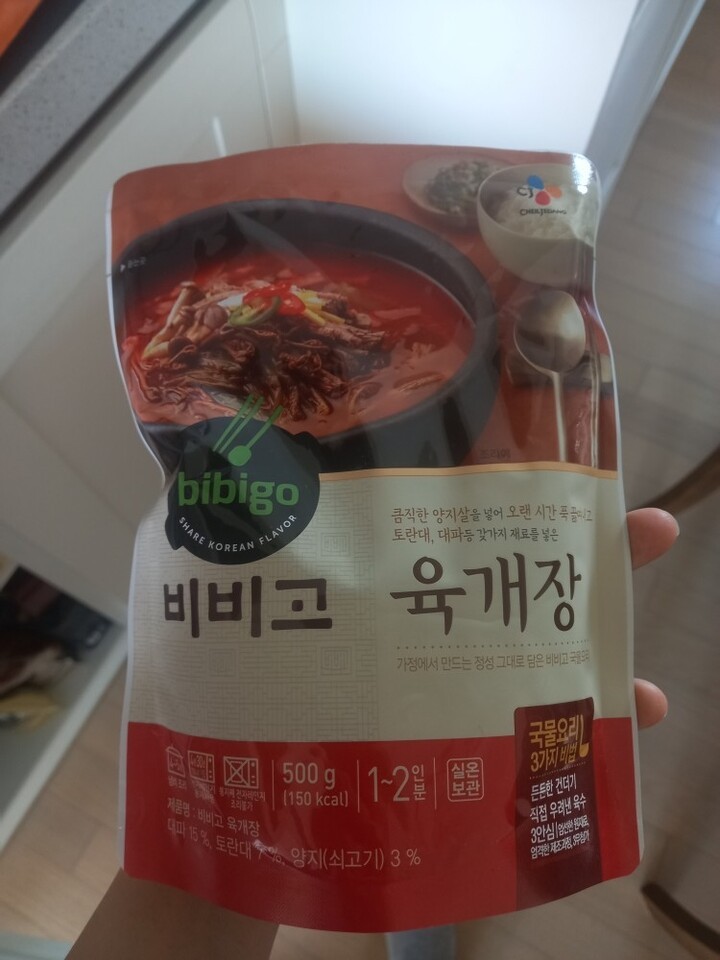 CJ
CHEILJEDANG
bibigo
SHARE KOREAN FLAVOR
큼직한 양지살을 넣어 오랜 시간 푹 끓이고
토란대, 대파등 갖가지 재료를 넣은
비비고 육개장
가정에서 만드는 정성 그대로 담은 비비고 국물요리
국물요리
3가지 비법
든든한 건더기
직접 우려낸 육수
3안심
500 g
(150 kcal)
1~2인분
실온
보관
제품명 : 비비고 육개장
대파 15 %, 토란대 7 %, 양지(쇠고기) 3 %